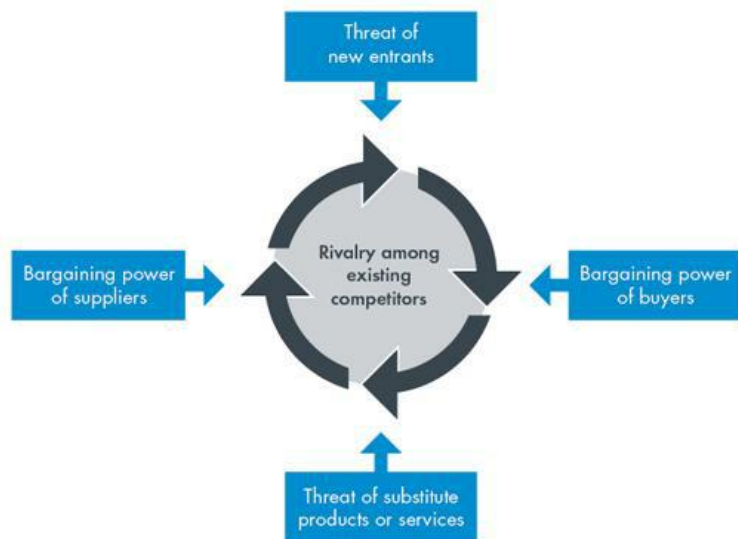 Threat of
new entrants
Bargaining power
of suppliers
Rivalry among
existing
competitors
Bargaining power
of buyers
Threat of substitute
products or services